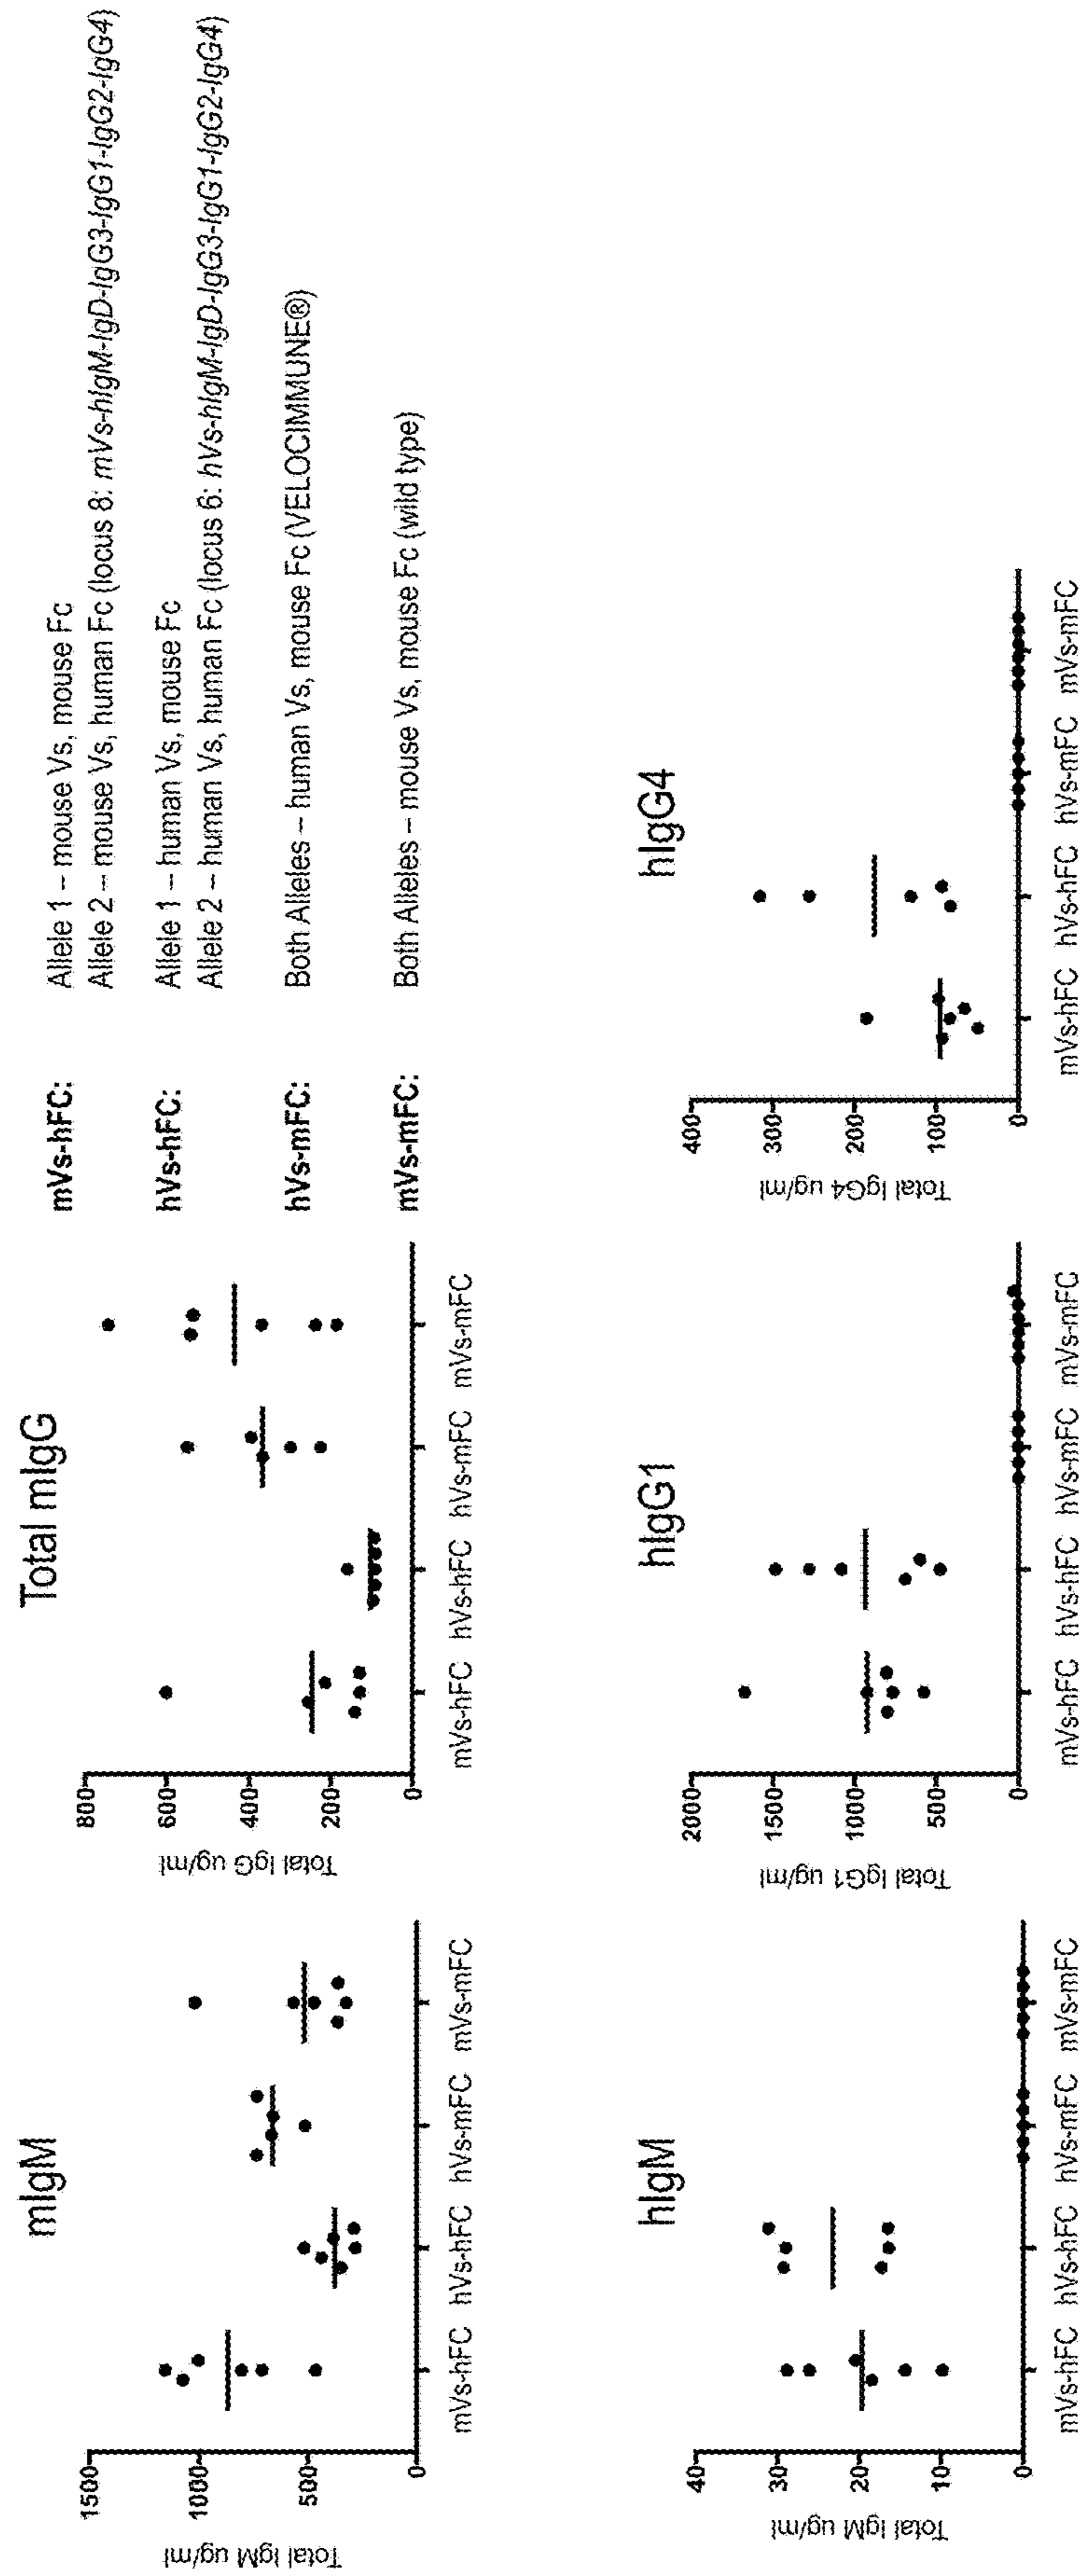 mIgM
Total IgM ug/ml
1500
1000
500
0
mVs-hFC hVs-hFC hVs-mFC mVs-mFC
Total mIgG
Total IgG ug/ml
800
600
400
200
0
mVs-hFC hVs-hFC hVs-mFC mVs-mFC
mVs-hFC: Allele 1 – mouse Vs, mouse Fc
Allele 2 – mouse Vs, human Fc (locus 8: mVs-hIgM-IgD-IgG3-IgG1-IgG2-IgG4)
hVs-hFC: Allele 1 – human Vs, mouse Fc
Allele 2 – human Vs, human Fc (locus 6: hVs-hIgM-IgD-IgG3-IgG1-IgG2-IgG4)
hVs-mFC: Both Alleles – human Vs, mouse Fc (VELOCIMMUNE®)
mVs-mFC: Both Alleles – mouse Vs, mouse Fc (wild type)
hIgM
Total IgM ug/ml
40
30
20
10
0
mVs-hFC hVs-hFC hVs-mFC mVs-mFC
hIgG1
Total IgG1 ug/ml
2000
1500
1000
500
0
mVs-hFC hVs-hFC hVs-mFC mVs-mFC
hIgG4
Total IgG4 ug/ml
400
300
200
100
0
mVs-hFC hVs-hFC hVs-mFC mVs-mFC